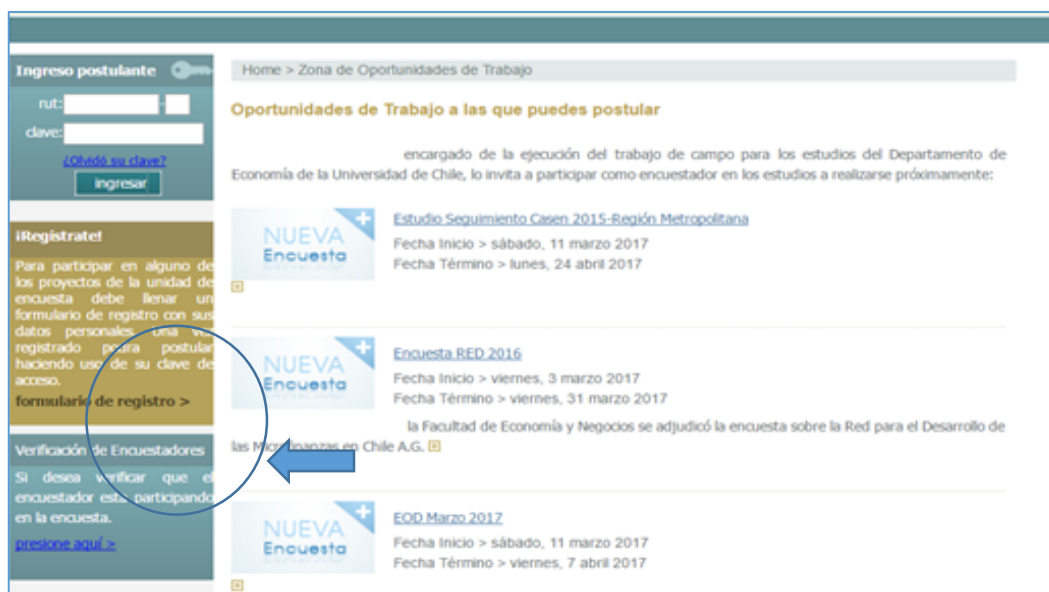 Ingreso postulante
rut: -
clave:
¿Olvidó su clave?
ingresar
¡Registrate!
Para participar en alguno de
los proyectos de la unidad de
encuesta debe llenar un
formulario de registro con sus
datos personales. Una vez
registrado podra postular
haciendo uso de su clave de
acceso.
formulario de registro >
Verificación de Encuestadores
Si desea verificar que el
encuestador esta participando
en la encuesta.
presione aquí >
Home > Zona de Oportunidades de Trabajo
Oportunidades de Trabajo a las que puedes postular
encargado de la ejecución del trabajo de campo para los estudios del Departamento de
Economía de la Universidad de Chile, lo invita a participar como encuestador en los estudios a realizarse próximamente:
NUEVA
Encuesta
Estudio Seguimiento Casen 2015-Región Metropolitana
Fecha Inicio > sábado, 11 marzo 2017
Fecha Término > lunes, 24 abril 2017
NUEVA
Encuesta
Encuesta RED 2016
Fecha Inicio > viernes, 3 marzo 2017
Fecha Término > viernes, 31 marzo 2017
la Facultad de Economía y Negocios se adjudicó la encuesta sobre la Red para el Desarrollo de
las Microfinanzas en Chile A.G.
NUEVA
Encuesta
EOD Marzo 2017
Fecha Inicio > sábado, 11 marzo 2017
Fecha Término > viernes, 7 abril 2017